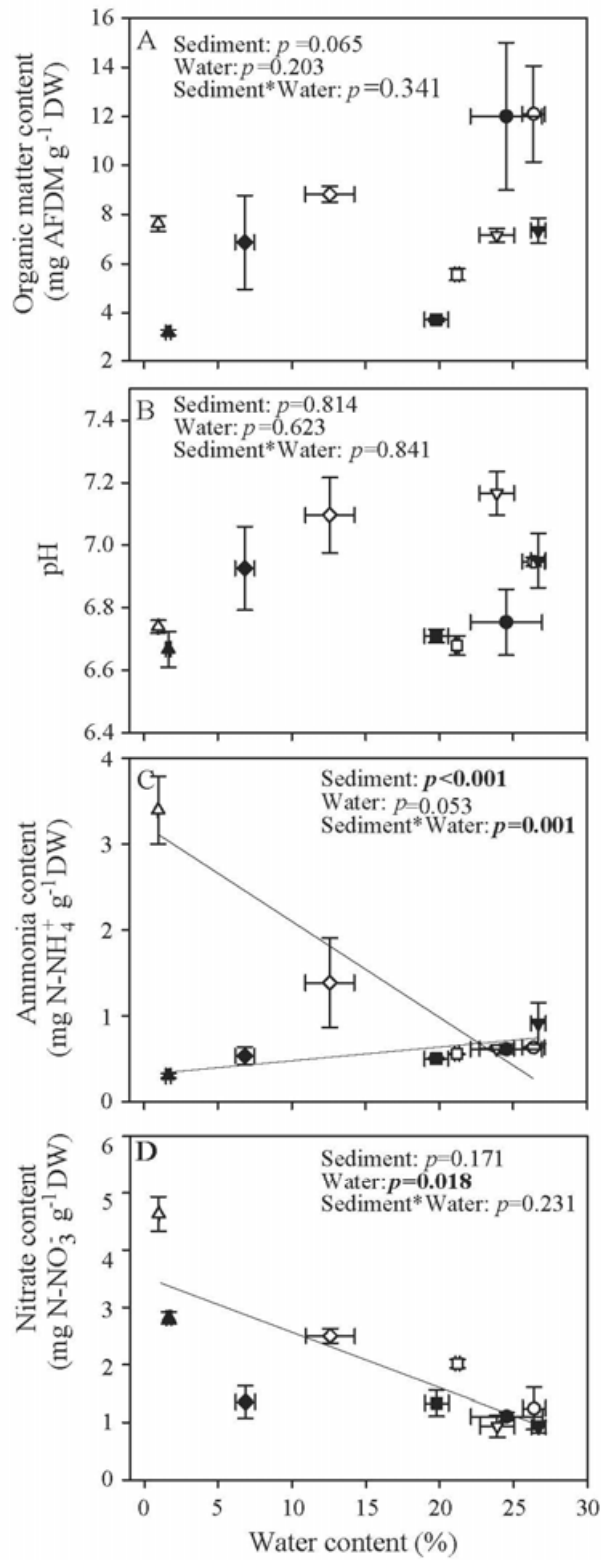 16
14
12
10
8
6
4
2
Organic matter content
(mg AFDM g-1 DW)
A
Sediment: p =0.065
Water: p=0.203
Sediment*Water: p=0.341
7.4
7.2
7.0
6.8
6.6
6.4
pH
B
Sediment: p=0.814
Water: p=0.623
Sediment*Water: p=0.841
4
3
2
1
0
Ammonia content
(mg N-NH4+ g-1DW)
C
Sediment: p<0.001
Water: p=0.053
Sediment*Water: p=0.001
6
5
4
3
2
1
0
Nitrate content
(mg N-NO3- g-1DW)
D
Sediment: p=0.171
Water: p=0.018
Sediment*Water: p=0.231
0 5 10 15 20 25 30
Water content (%)